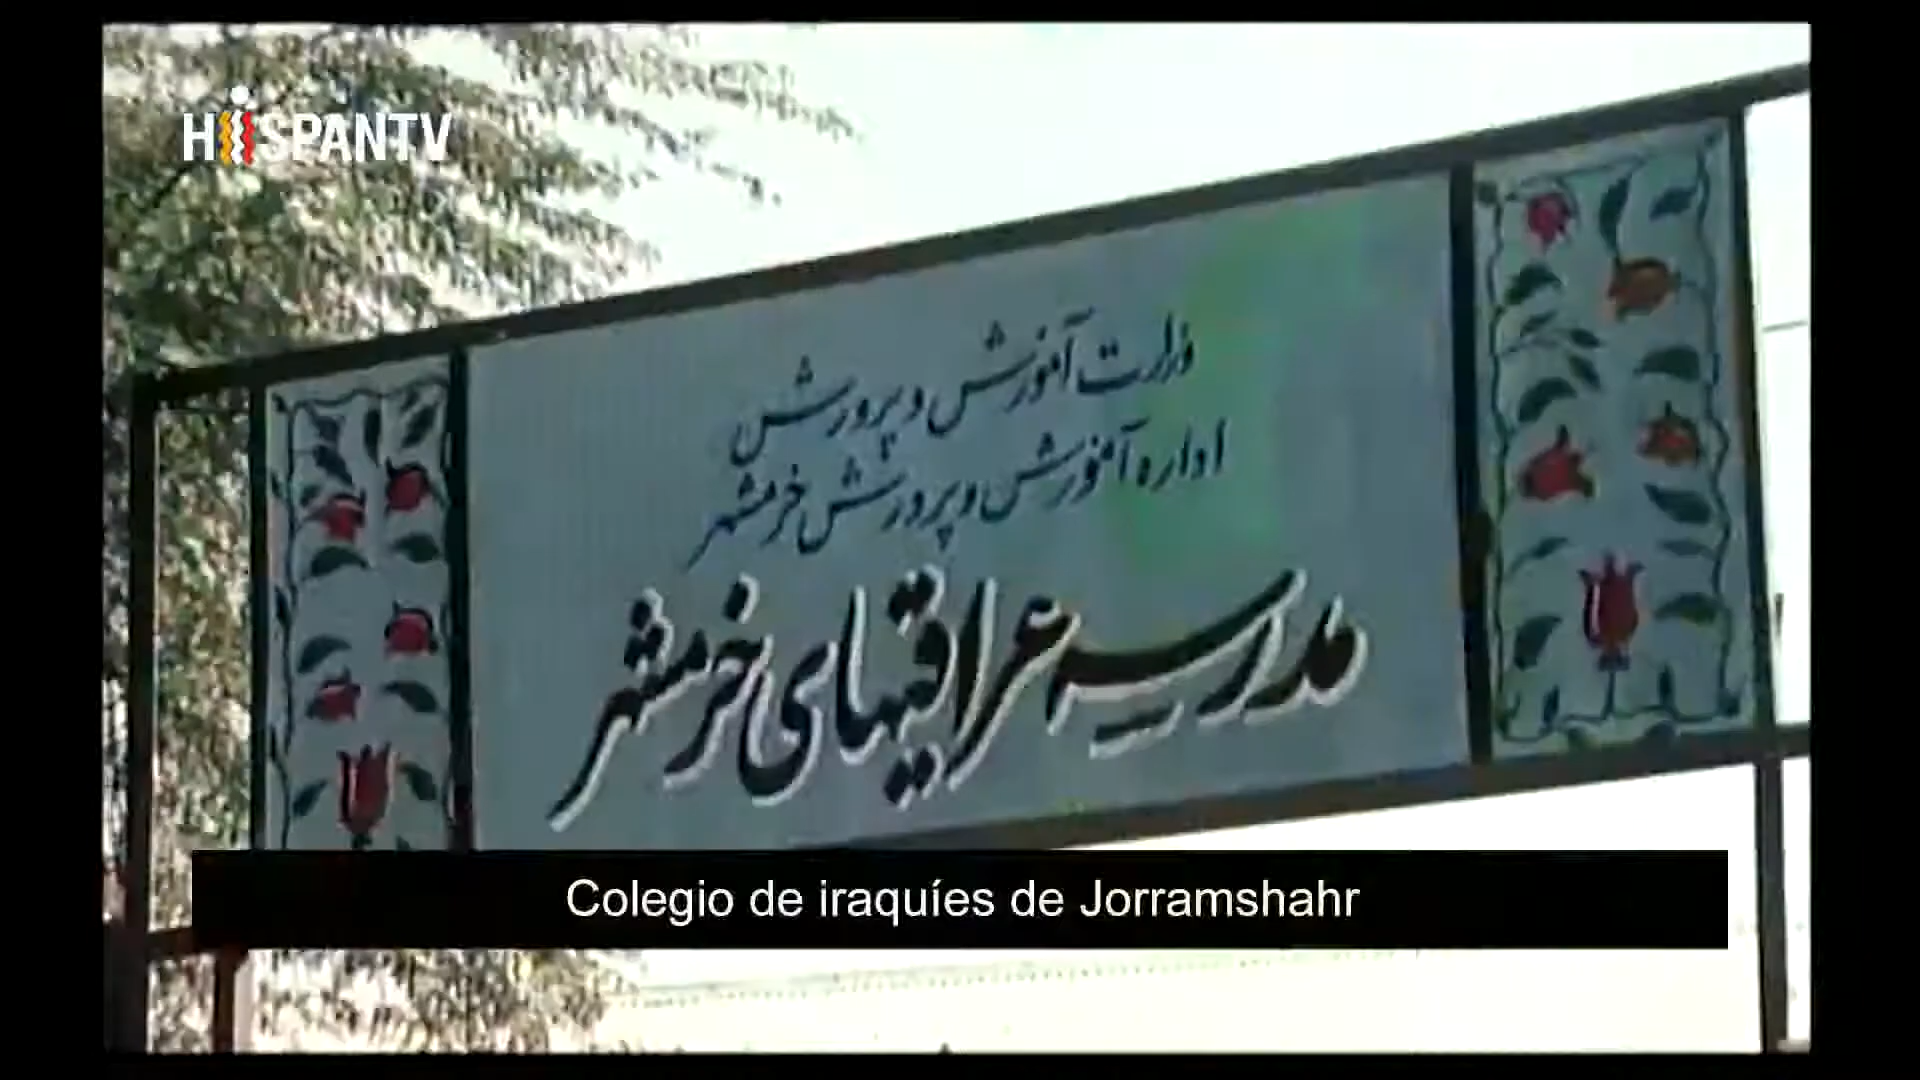 HISPANTV
وزارت آموزش و پرورش
اداره آموزش و پرورش خرمشهر
مدرسه عراقیهای خرمشهر
Colegio de iraquíes de Jorramshahr